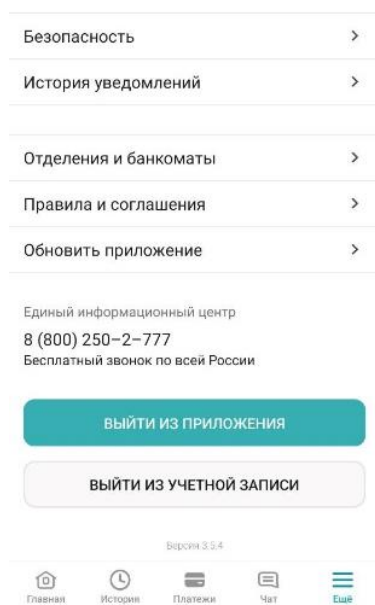 Безопасность
История уведомлений
Отделения и банкоматы
Правила и соглашения
Обновить приложение
Единый информационный центр
8 (800) 250–2–777
Бесплатный звонок по всей России
ВЫЙТИ ИЗ ПРИЛОЖЕНИЯ
ВЫЙТИ ИЗ УЧЕТНОЙ ЗАПИСИ
Версия 3.5.4
Главная История Платежи Чат Ещё